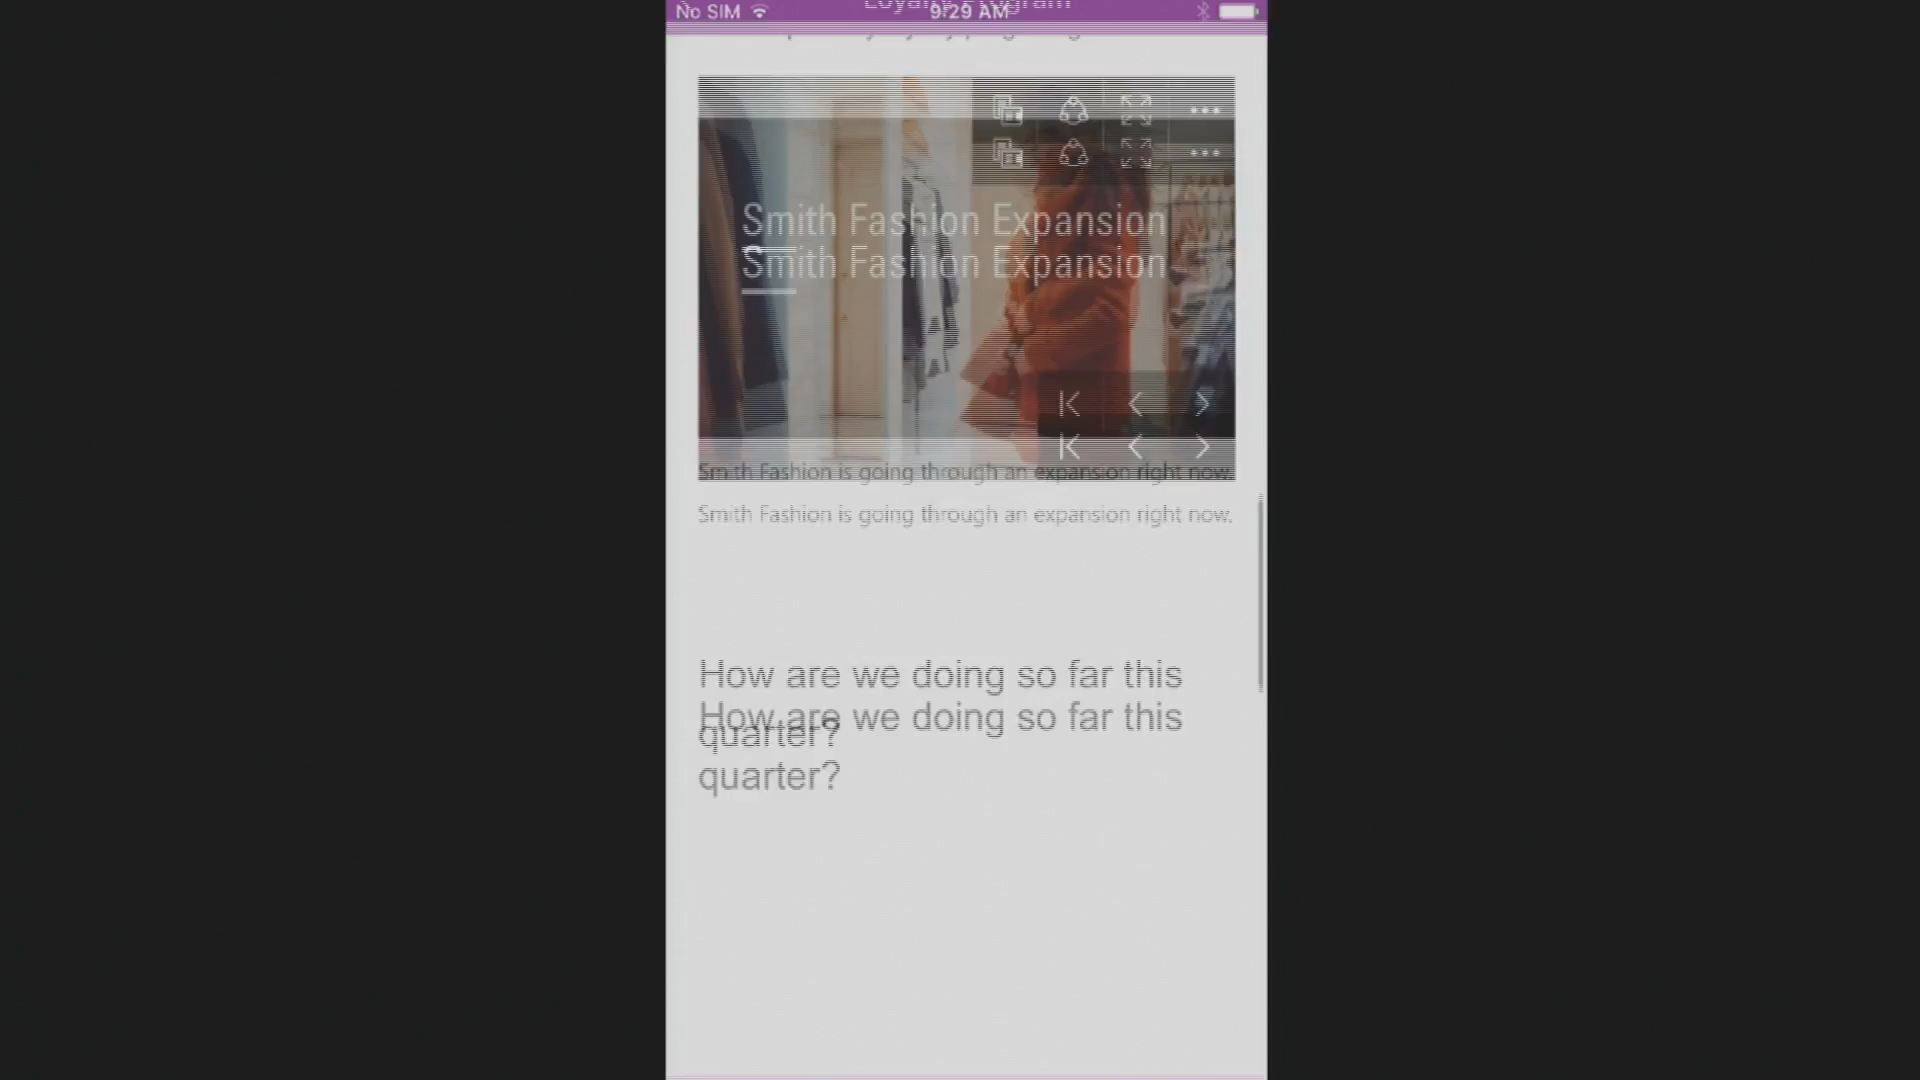 No SIM
9:29 AM
Loyalty Program
Smith Fashion Expansion
Smith Fashion Expansion
Smith Fashion is going through an expansion right now.
Smith Fashion is going through an expansion right now.
How are we doing so far this
How are we doing so far this
quarter?
quarter?